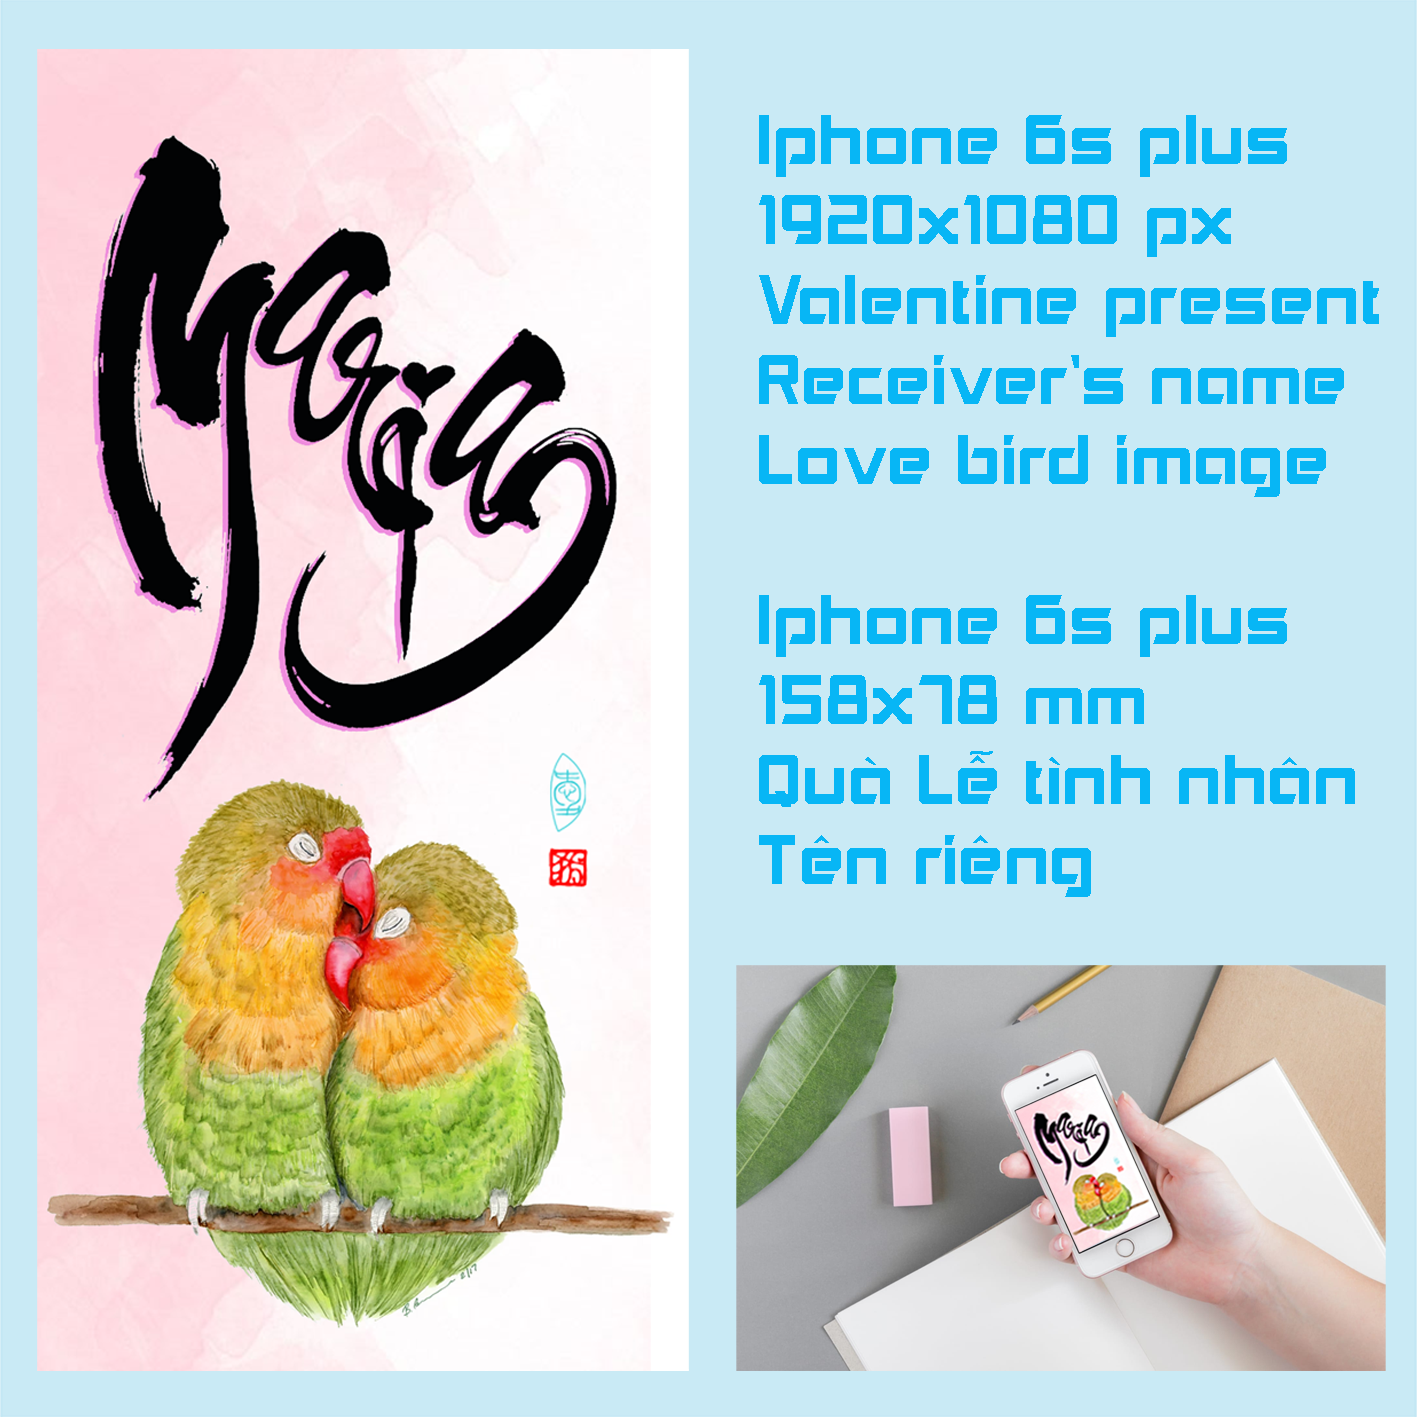 Maria
Iphone 6s plus
1920x1080 px
Valentine present
Receiver's name
Love bird image
Iphone 6s plus
158x78 mm
Quà Lễ tình nhân
Tên riêng